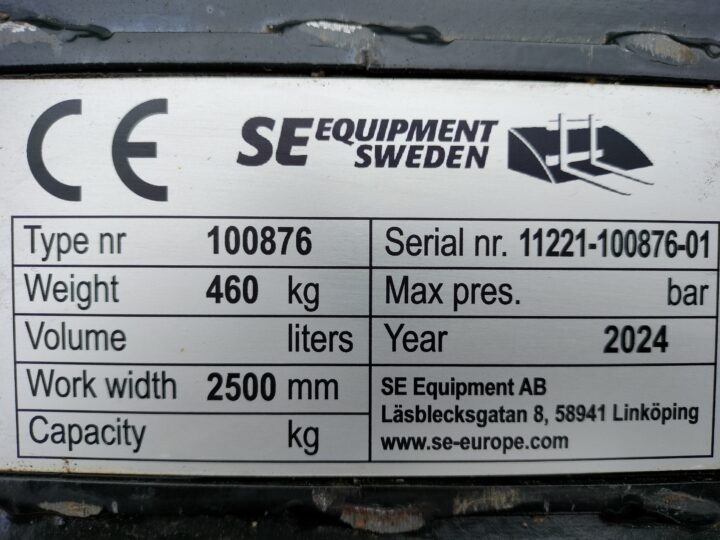 CE
SE EQUIPMENT
SWEDEN
Type nr 100876 Serial nr. 11221-100876-01
Weight 460 kg Max pres. bar
Volume liters Year 2024
Work width 2500 mm SE Equipment AB
Läsblecksgatan 8, 58941 Linköping
Capacity kg www.se-europe.com